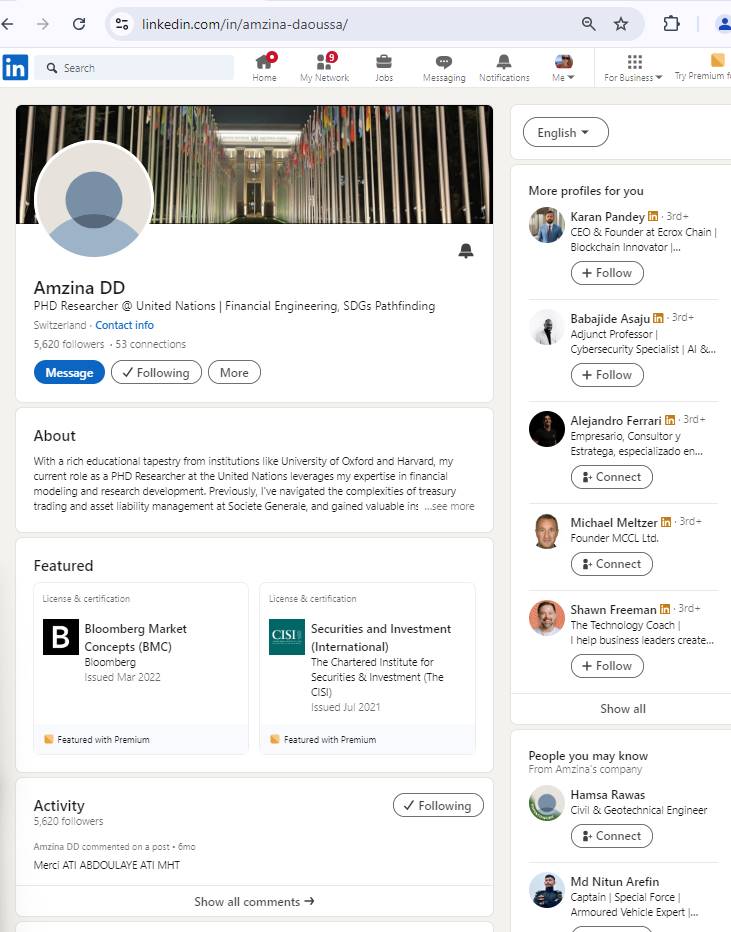 linkedin.com/in/amzina-daoussa/
in
Search
Home
9
My Network
Jobs
Messaging
Notifications
Me
For Business
Try Premium
English
Amzina DD
PHD Researcher @ United Nations | Financial Engineering, SDGs Pathfinding
Switzerland · Contact info
5,620 followers · 53 connections
Message
Following
More
About
With a rich educational tapestry from institutions like University of Oxford and Harvard, my
current role as a PHD Researcher at the United Nations leverages my expertise in financial
modeling and research development. Previously, I've navigated the complexities of treasury
trading and asset liability management at Societe Generale, and gained valuable ins ...see more
Featured
License & certification
B
Bloomberg Market
Concepts (BMC)
Bloomberg
Issued Mar 2022
Featured with Premium
License & certification
CISI
Securities and Investment
(International)
The Chartered Institute for
Securities & Investment (The
CISI)
Issued Jul 2021
Featured with Premium
Activity
5,620 followers
Following
Amzina DD commented on a post • 6mo
Merci ATI ABDOULAYE ATI MHT
Show all comments →
More profiles for you
Karan Pandey in · 3rd+
CEO & Founder at Ecrox Chain |
Blockchain Innovator |...
+ Follow
Babajide Asaju in · 3rd+
Adjunct Professor |
Cybersecurity Specialist | AI &...
+ Follow
Alejandro Ferrari in · 3rd+
Empresario, Consultor y
Estratega, especializado en...
Connect
Michael Meltzer in · 3rd+
Founder MCCL Ltd.
Connect
Shawn Freeman in · 3rd+
The Technology Coach |
I help business leaders create...
+ Follow
Show all
People you may know
From Amzina's company
Hamsa Rawas
Civil & Geotechnical Engineer
Connect
Md Nitun Arefin
Captain | Special Force |
Armoured Vehicle Expert |...